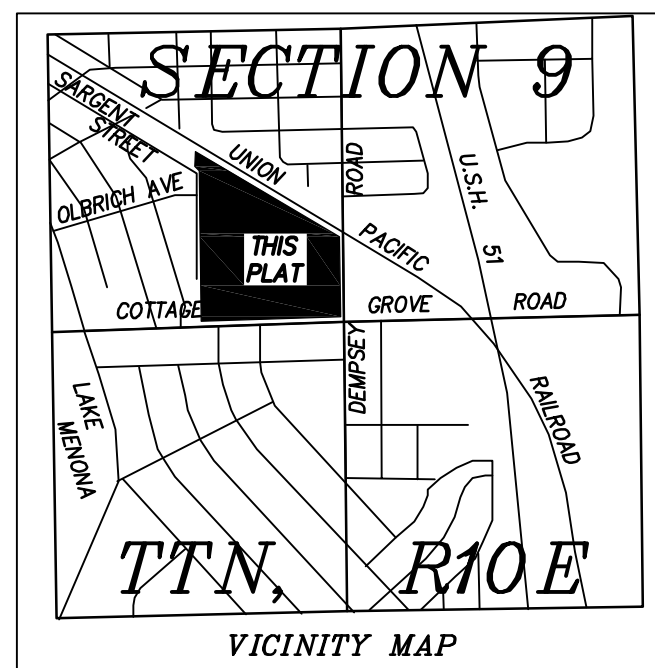 SECTION 9
SARGENT
STREET
UNION
ROAD
U.S.H. 51
OLBRICH AVE
PACIFIC
THIS
PLAT
COTTAGE
GROVE
ROAD
DEMPSEY
LAKE
MENONA
RAILROAD
TTN, R10E
VICINITY MAP